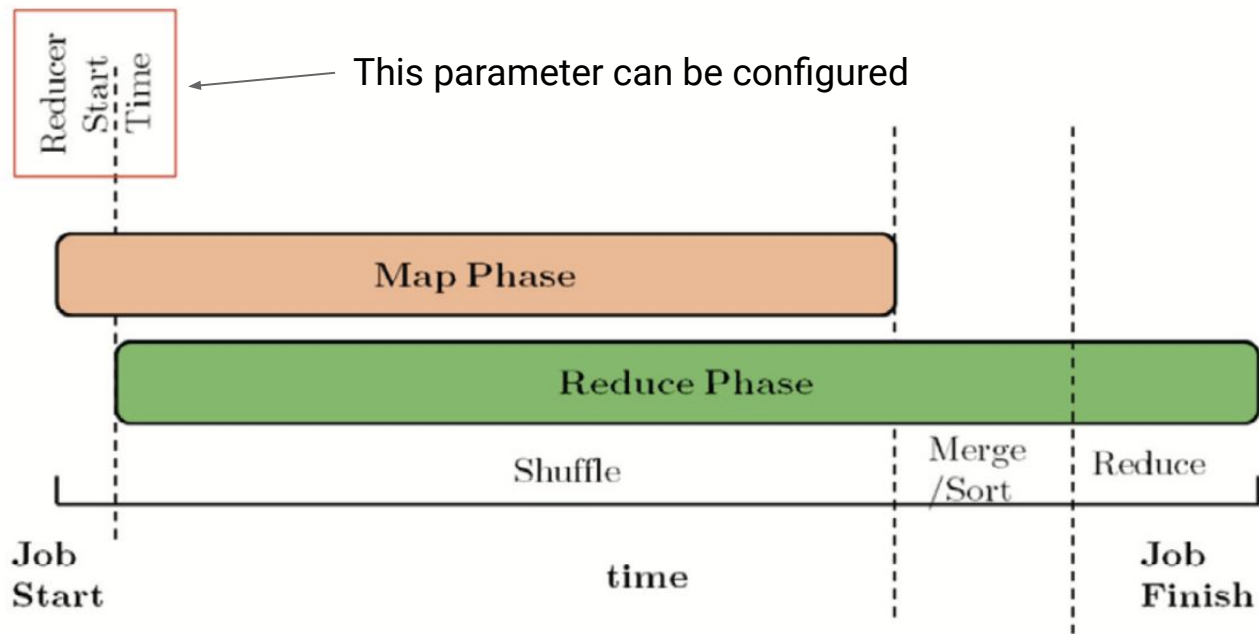 Reducer
Start
Time
This parameter can be configured
Map Phase
Reduce Phase
Shuffle
Merge
/Sort
Reduce
Job
Start
time
Job
Finish